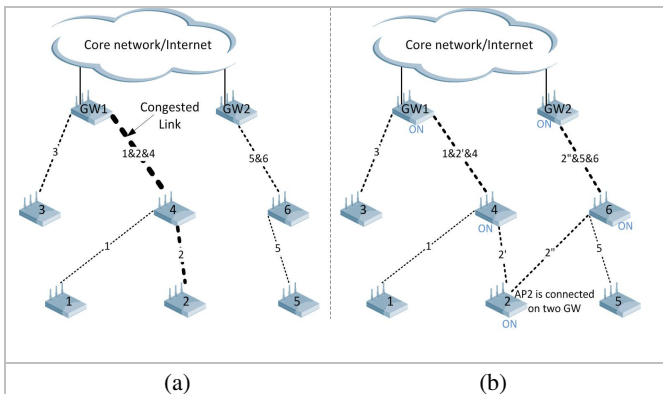 Core network/Internet
Core network/Internet
GW1
Congested
Link
GW2
GW1
ON
GW2
ON
3
1&2&4
5&6
3
1&2'&4
2"&5&6
3
4
6
3
4
ON
6
ON
1
2
5
1
2'
2"
5
1
2
5
1
2
ON
AP2 is connected
on two GW
5
(a)
(b)